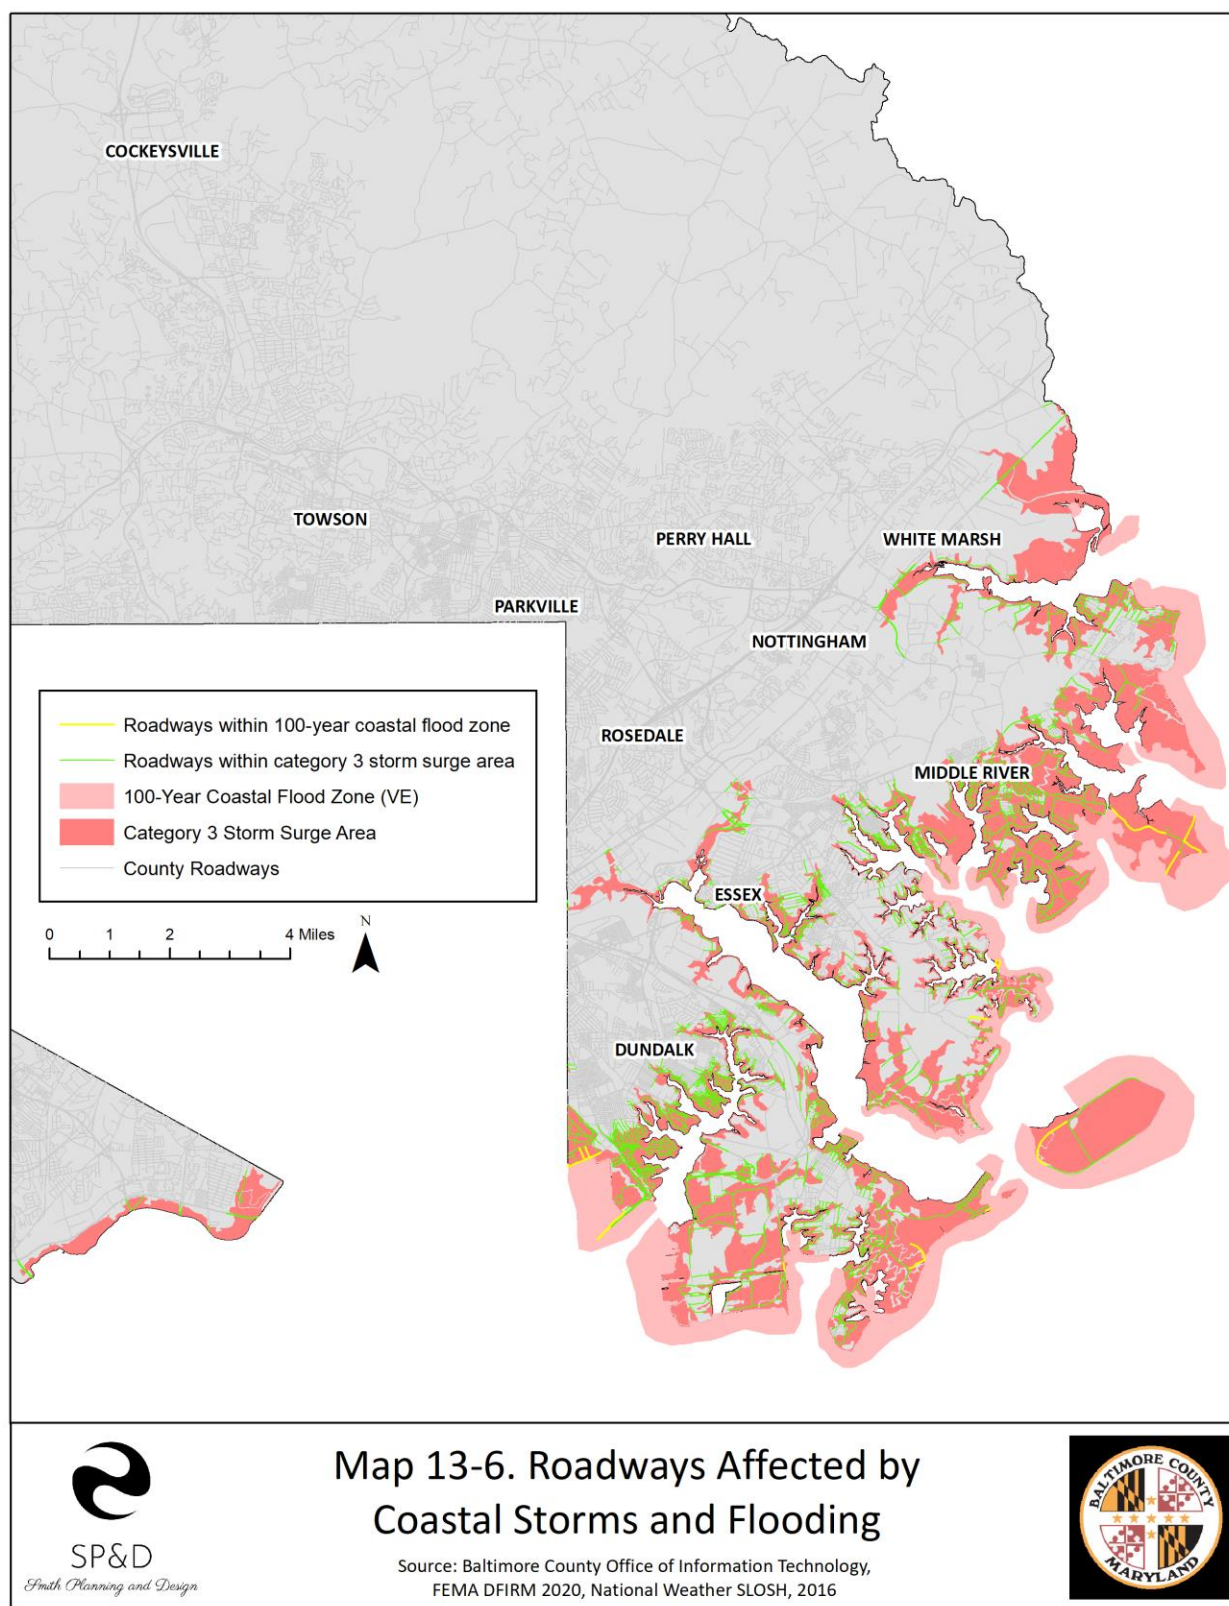 COCKEYSVILLE
TOWSON
PERRY HALL
WHITE MARSH
PARKVILLE
NOTTINGHAM
ROSEDALE
MIDDLE RIVER
ESSEX
DUNDALK
Roadways within 100-year coastal flood zone
Roadways within category 3 storm surge area
100-Year Coastal Flood Zone (VE)
Category 3 Storm Surge Area
County Roadways
0 1 2 4 Miles
N
Map 13-6. Roadways Affected by
Coastal Storms and Flooding
Source: Baltimore County Office of Information Technology,
FEMA DFIRM 2020, National Weather SLOSH, 2016
SP&D
Smith Planning and Design
BALTIMORE COUNTY
MARYLAND